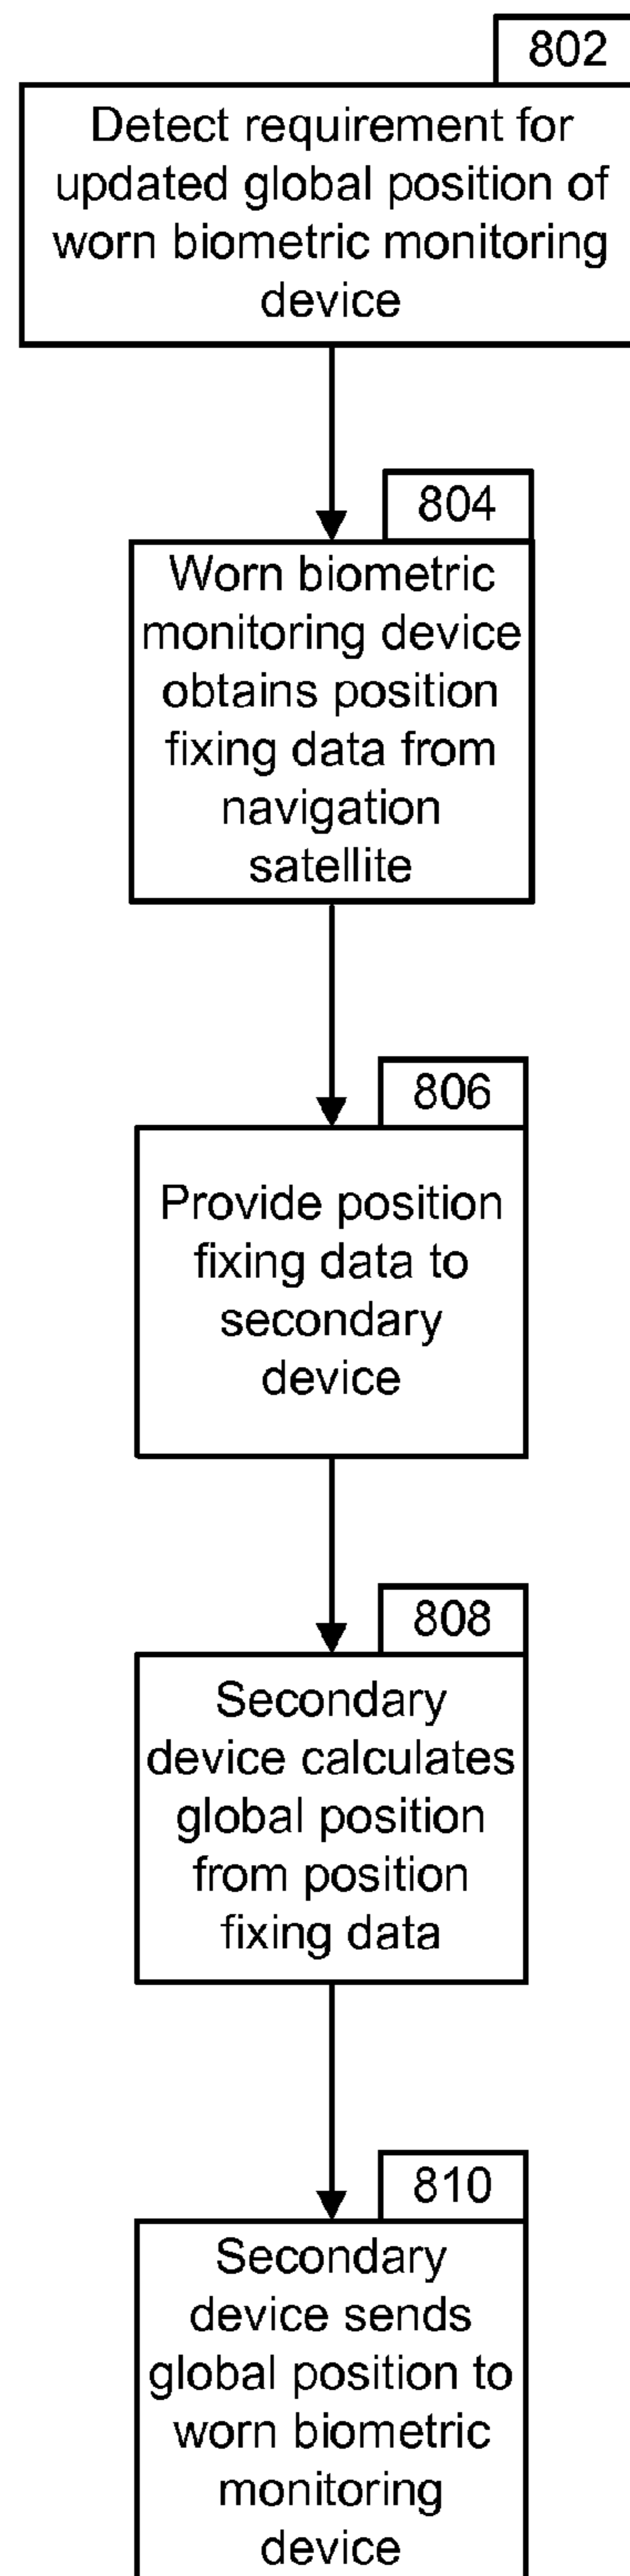 802
Detect requirement for
updated global position of
worn biometric monitoring
device
804
Worn biometric
monitoring device
obtains position
fixing data from
navigation
satellite
806
Provide position
fixing data to
secondary
device
808
Secondary
device calculates
global position
from position
fixing data
810
Secondary
device sends
global position to
worn biometric
monitoring
device